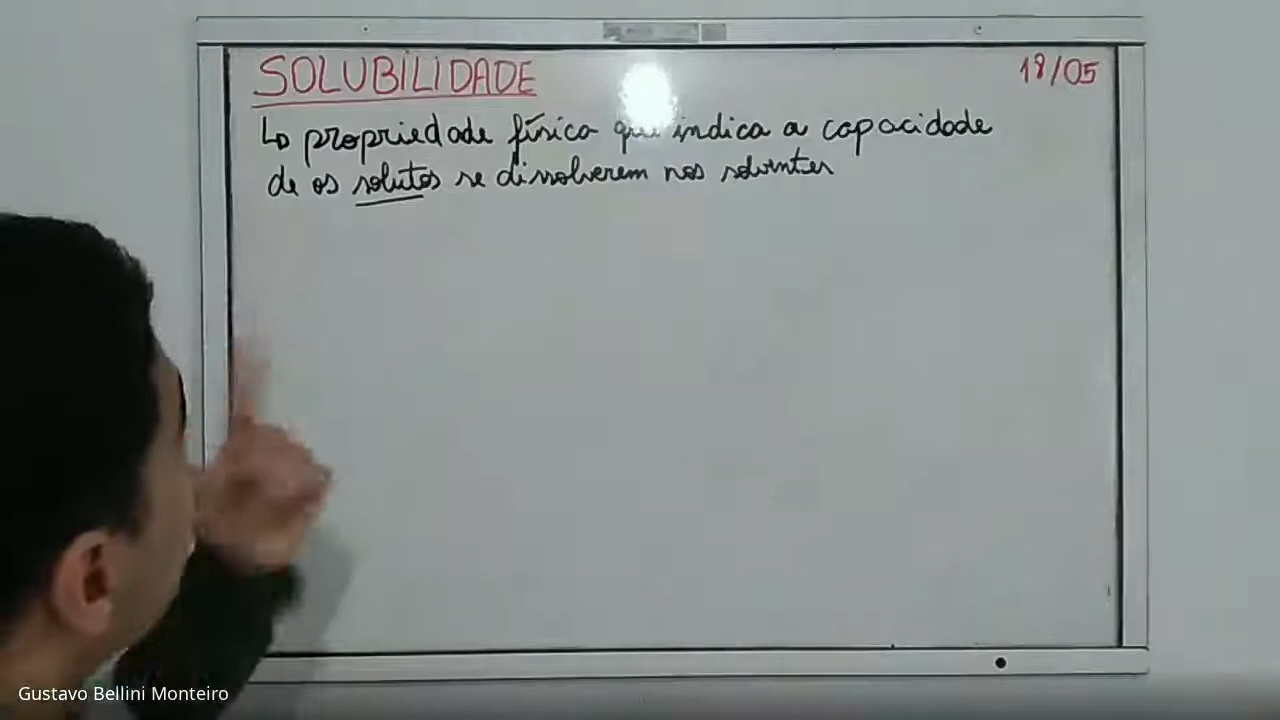 SOLUBILIDADE 18/05
↳ propriedade física que indica a capacidade
de os solutos se dissolverem nos solventes
Gustavo Bellini Monteiro